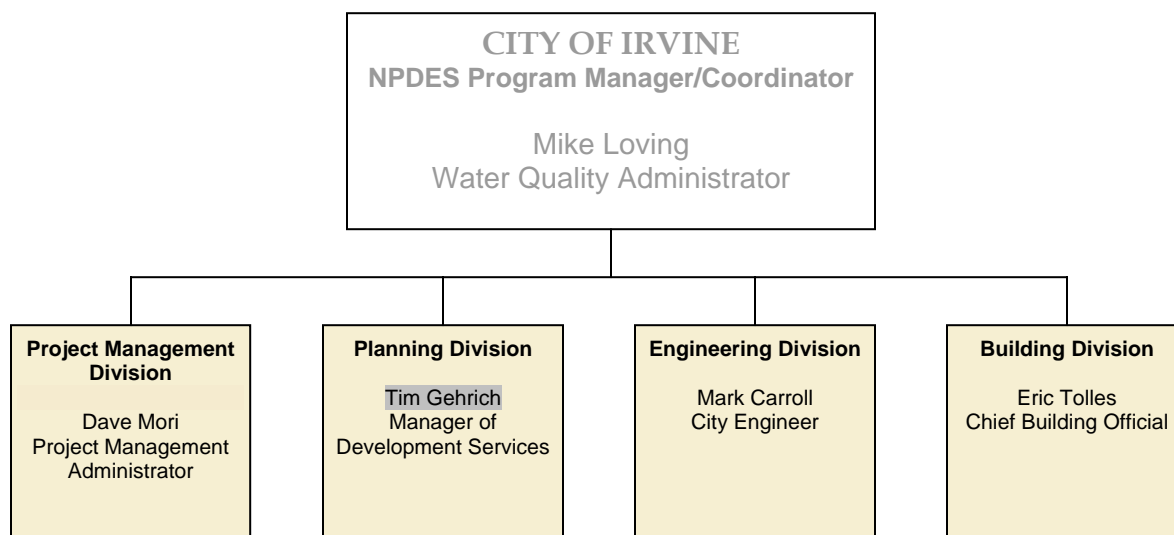 CITY OF IRVINE
NPDES Program Manager/Coordinator
Mike Loving
Water Quality Administrator
Project Management
Division
Dave Mori
Project Management
Administrator
Planning Division
Tim Gehrich
Manager of
Development Services
Engineering Division
Mark Carroll
City Engineer
Building Division
Eric Tolles
Chief Building Official